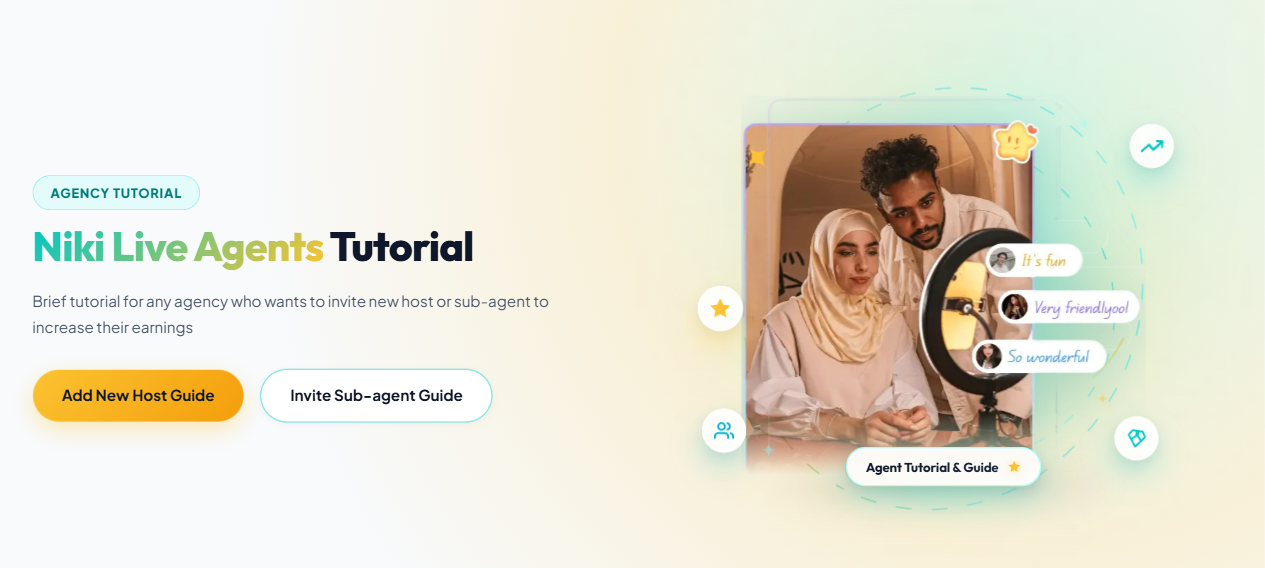 AGENCY TUTORIAL
Niki Live Agents Tutorial
Brief tutorial for any agency who wants to invite new host or sub-agent to
increase their earnings
Add New Host Guide
Invite Sub-agent Guide
It's fun
Very friendlyool
So wonderful
Agent Tutorial & Guide